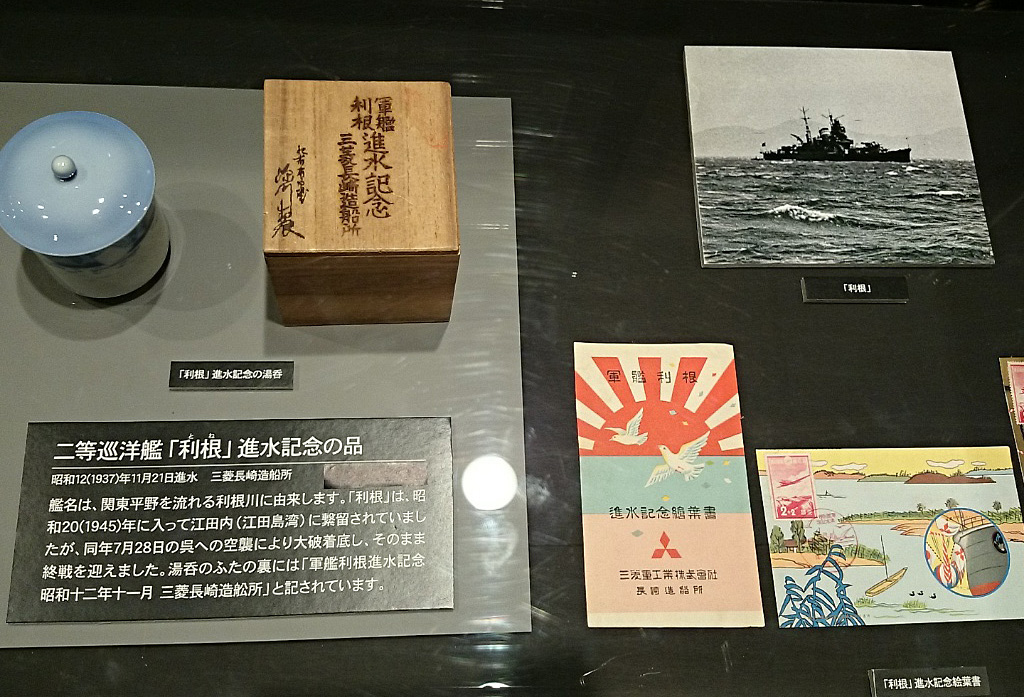 軍艦
利根
進水記念
三菱長崎造船所
「利根」進水記念の湯呑
二等巡洋艦「利根」進水記念の品
とね
昭和12(1937)年11月21日進水 三菱長崎造船所
艦名は、関東平野を流れる利根川に由来します。「利根」は、昭
和20(1945)年に入って江田内(江田島湾)に繋留されていまし
たが、同年7月28日の呉への空襲により大破着底し、そのまま
終戦を迎えました。湯呑のふたの裏には「軍艦利根進水記念
昭和十二年十一月 三菱長崎造舩所」と記されています。
「利根」
軍艦利根
進水記念繪葉書
三菱重工業株式會社
長崎造船所
「利根」進水記念絵葉書